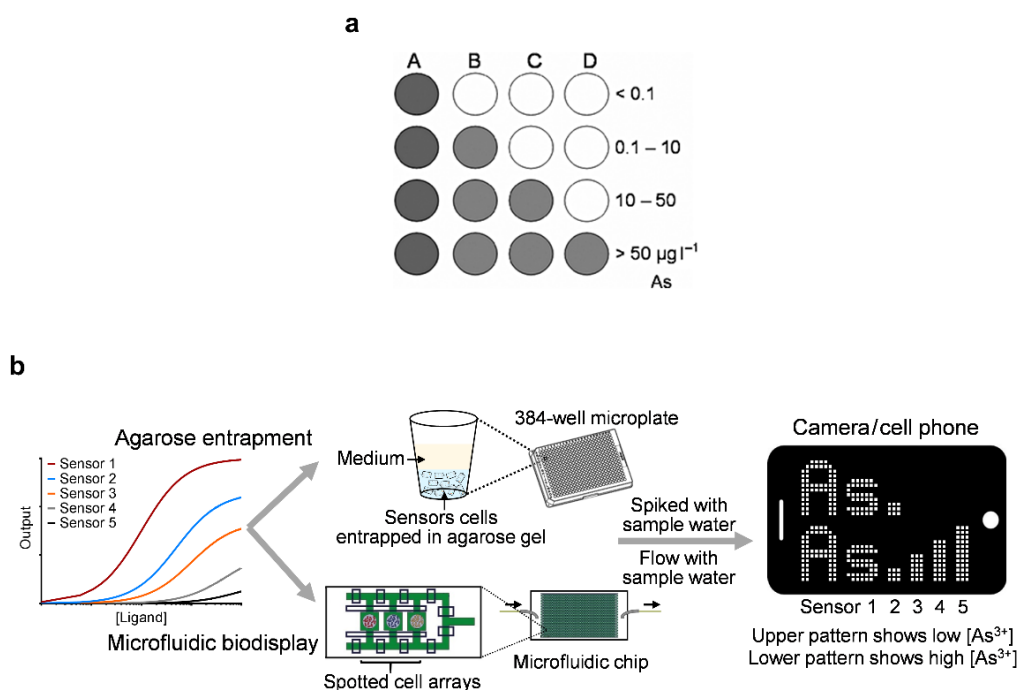 a
A B C D
< 0.1
0.1 – 10
10 – 50
> 50 µg l⁻¹
As
b
Agarose entrapment
Sensor 1
Sensor 2
Sensor 3
Sensor 4
Sensor 5
Output
[Ligand]
Microfluidic biodisplay
384-well microplate
Medium
Sensors cells
entrapped in agarose gel
Spotted cell arrays
Microfluidic chip
Spiked with
sample water
Flow with
sample water
Camera/cell phone
As.
As.
Sensor 1 2 3 4 5
Upper pattern shows low [As³⁺]
Lower pattern shows high [As³⁺]